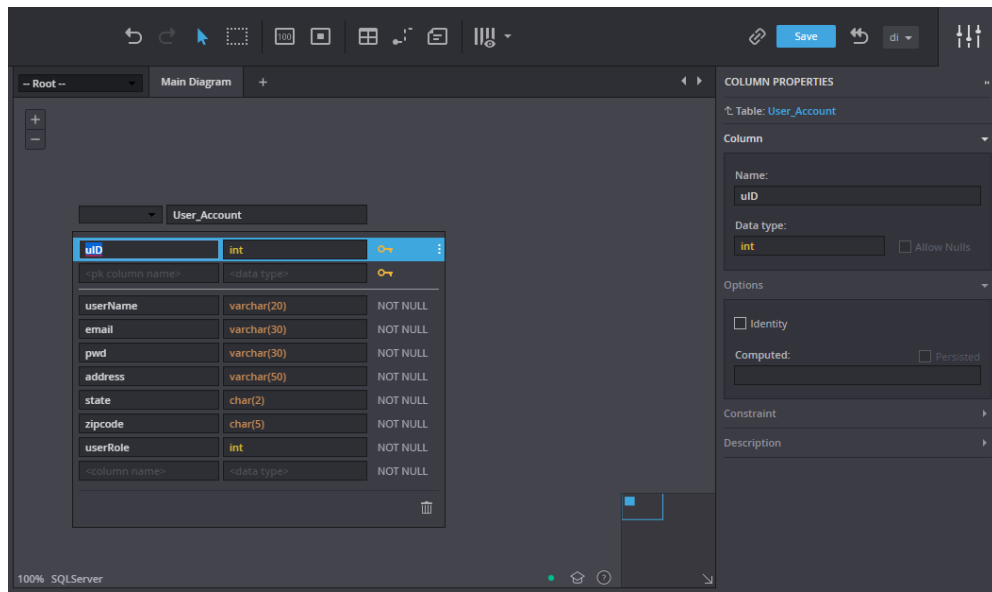 100
Save
di
-- Root --
Main Diagram
+
COLUMN PROPERTIES
Table: User_Account
Column
Name:
uID
Data type:
int
Allow Nulls
Options
Identity
Computed:
Persisted
Constraint
Description
+
−
User_Account
uID int
<pk column name> <data type>
userName varchar(20) NOT NULL
email varchar(30) NOT NULL
pwd varchar(30) NOT NULL
address varchar(50) NOT NULL
state char(2) NOT NULL
zipcode char(5) NOT NULL
userRole int NOT NULL
<column name> <data type> NOT NULL
100% SQLServer
?